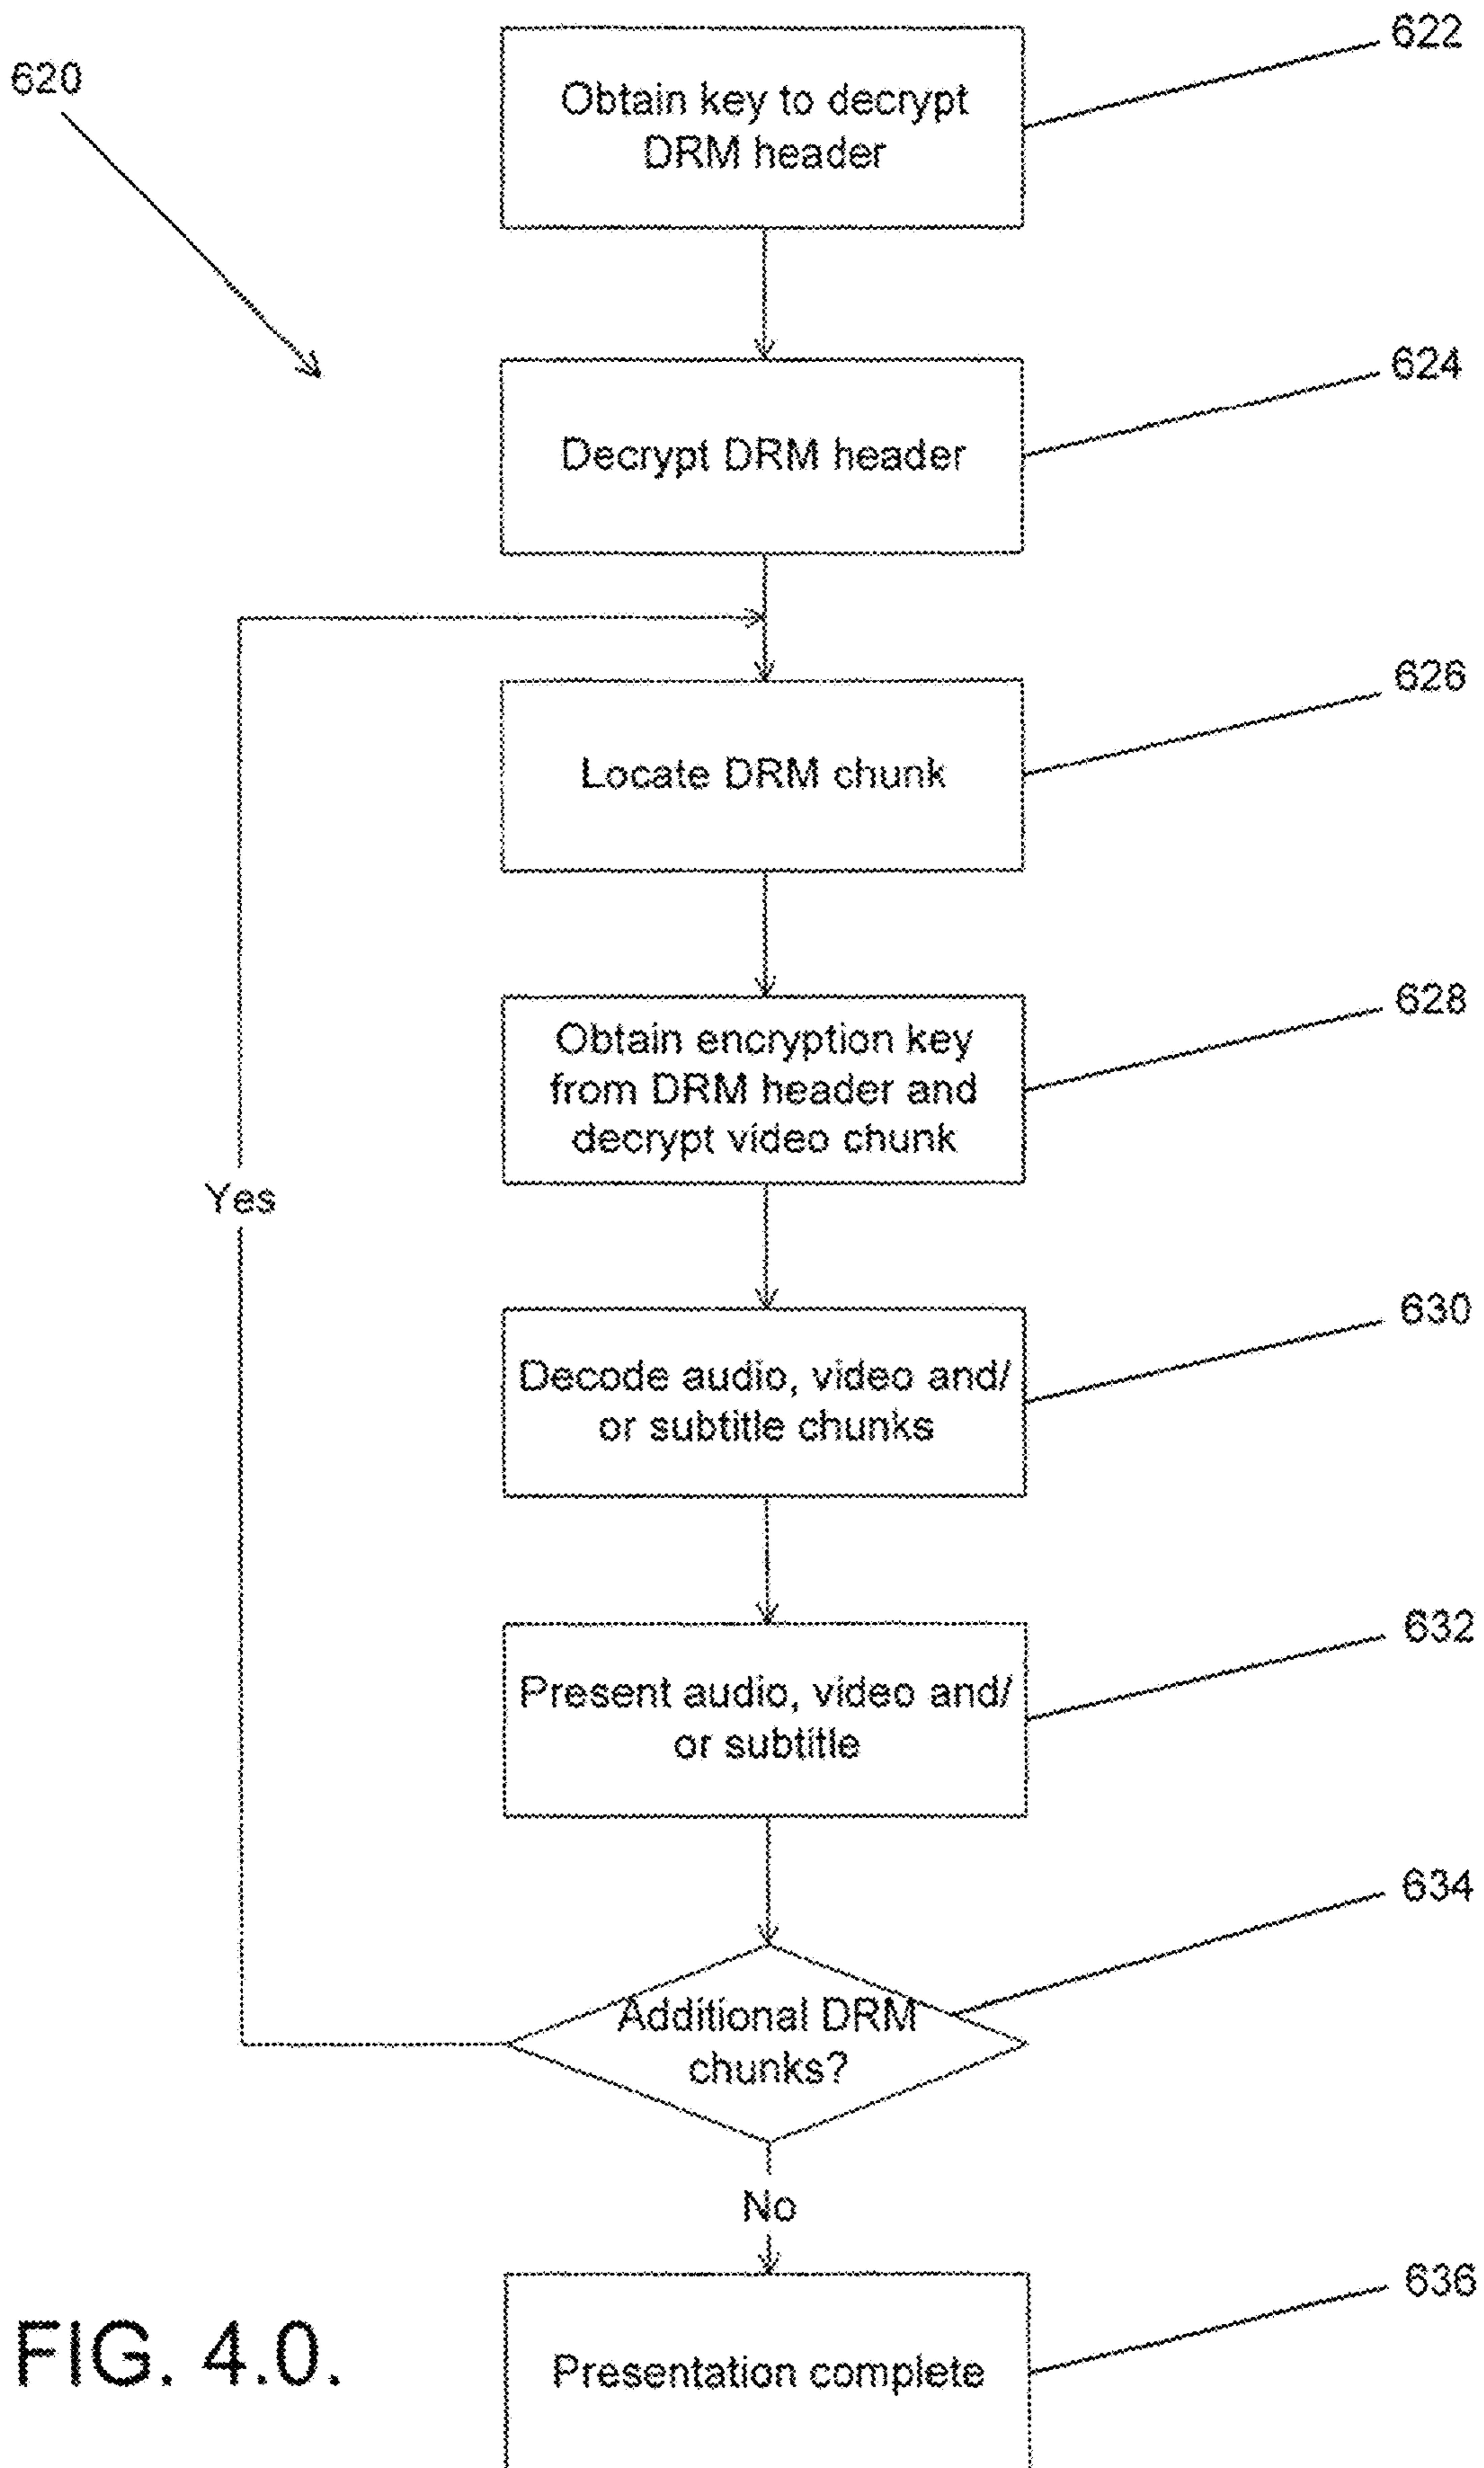 622
620
Obtain key to decrypt
DRM header
624
Decrypt DRM header
626
Locate DRM chunk
628
Obtain encryption key
from DRM header and
decrypt video chunk
Yes
630
Decode audio, video and/
or subtitle chunks
632
Present audio, video and/
or subtitle
634
Additional DRM
chunks?
No
636
Presentation complete
FIG. 4.0.